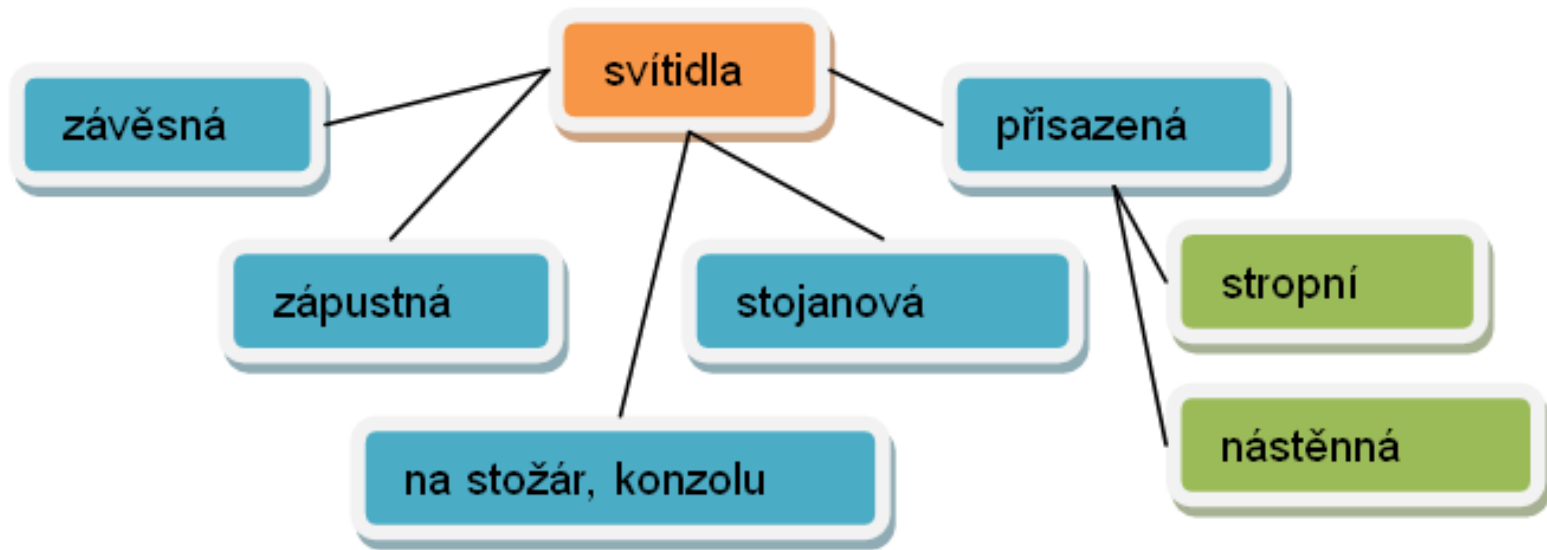 svítidla
závěsná
přisazená
zápustná
stojanová
stropní
nástěnná
na stožár, konzolu